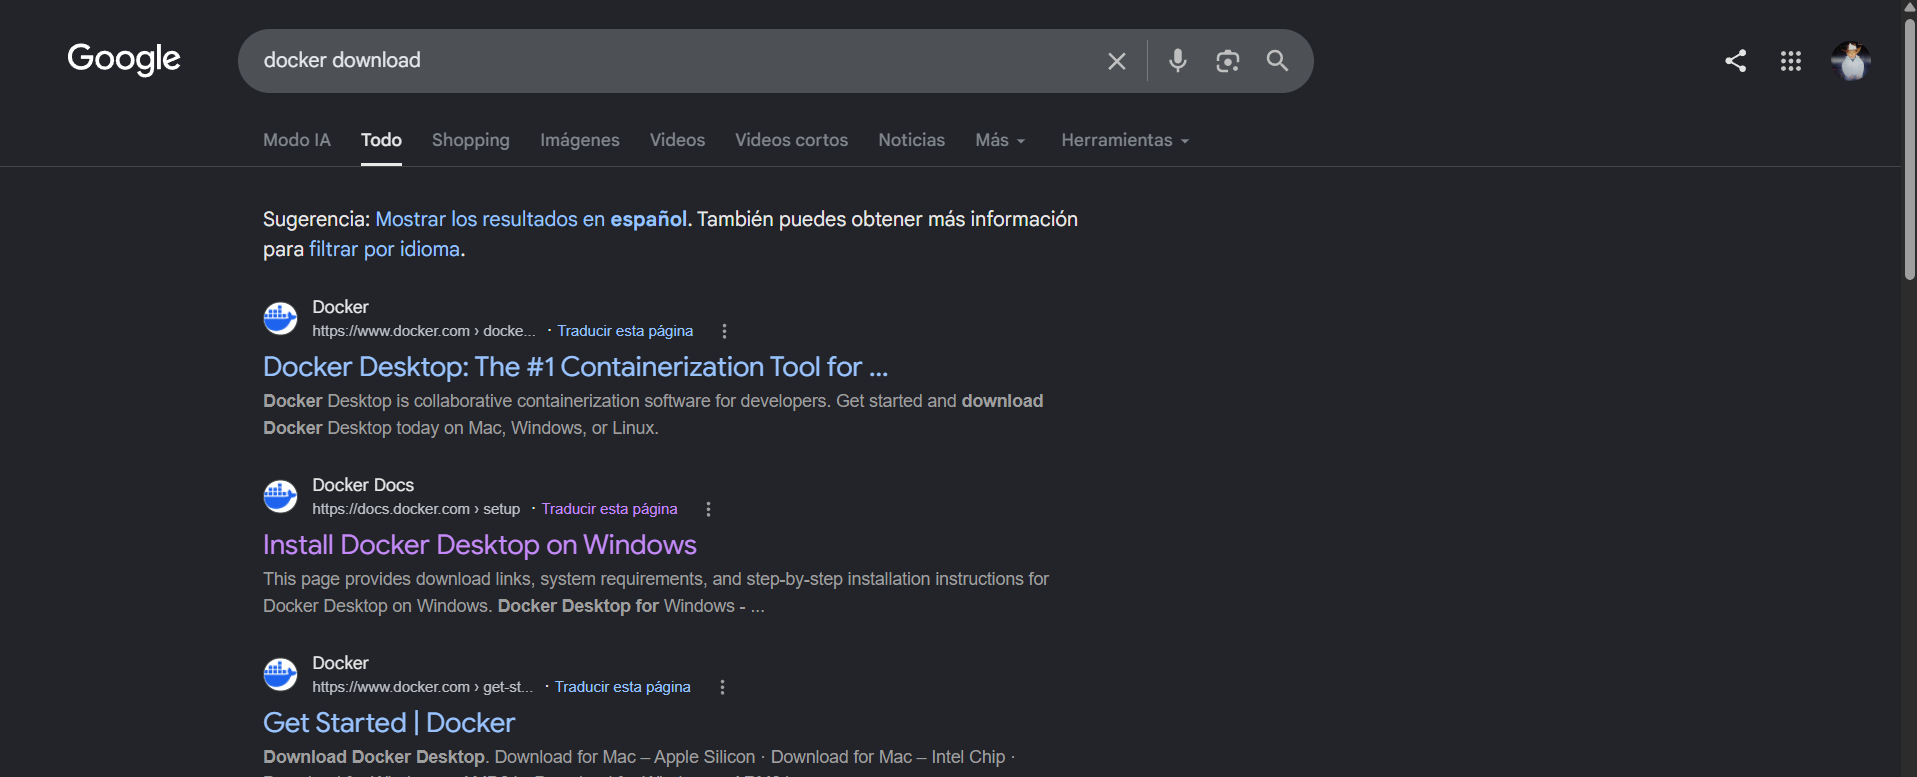 Google
docker download
Modo IA Todo Shopping Imágenes Videos Videos cortos Noticias Más Herramientas
Sugerencia: Mostrar los resultados en español. También puedes obtener más información
para filtrar por idioma.
Docker
https://www.docker.com › docke... · Traducir esta página
Docker Desktop: The #1 Containerization Tool for ...
Docker Desktop is collaborative containerization software for developers. Get started and download
Docker Desktop today on Mac, Windows, or Linux.
Docker Docs
https://docs.docker.com › setup · Traducir esta página
Install Docker Desktop on Windows
This page provides download links, system requirements, and step-by-step installation instructions for
Docker Desktop on Windows. Docker Desktop for Windows - ...
Docker
https://www.docker.com › get-st... · Traducir esta página
Get Started | Docker
Download Docker Desktop. Download for Mac – Apple Silicon · Download for Mac – Intel Chip ·